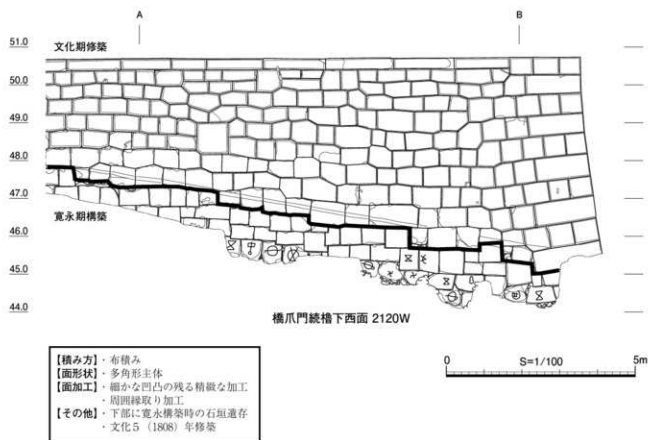 A
B
51.0
文化期修築
50.0
49.0
48.0
47.0
寛永期構築
46.0
45.0
44.0
橋爪門続櫓下西面 2120W
【積み方】・布積み
【面形状】・多角形主体
【面加工】・細かな凹凸の残る精緻な加工
・周囲縁取り加工
【その他】・下部に寛永構築時の石垣遺存
・文化5（1808）年修築
0
S=1/100
5m